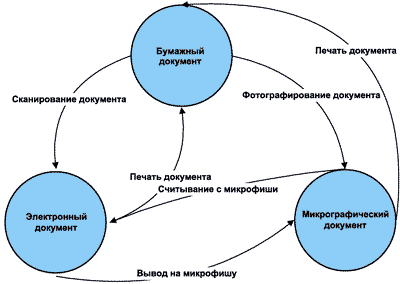 Печать документа
Бумажный
документ
Сканирование документа
Фотографирование документа
Печать документа
Считывание с микрофиши
Электронный
документ
Микрографический
документ
Вывод на микрофишу